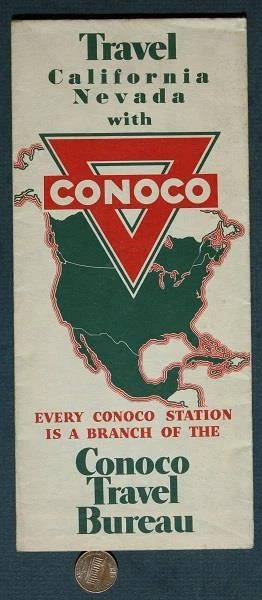 Travel
California
Nevada
with
CONOCO
EVERY CONOCO STATION
IS A BRANCH OF THE
Conoco
Travel
Bureau